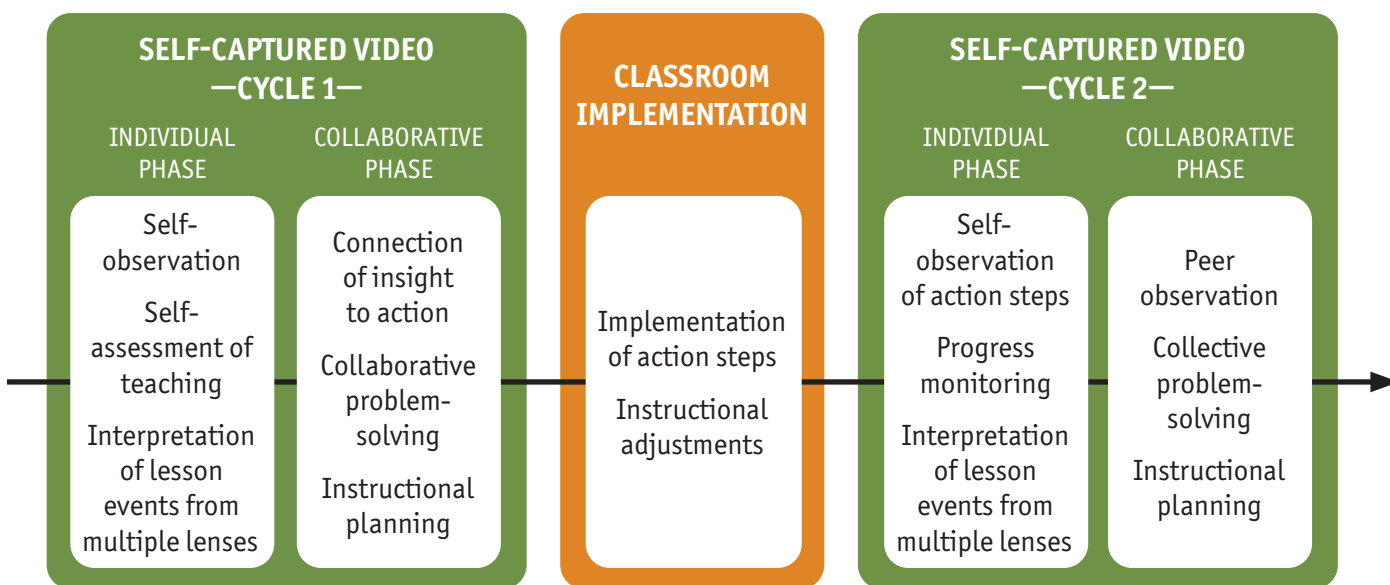 SELF-CAPTURED VIDEO
—CYCLE 1—
INDIVIDUAL
PHASE
Self-
observation
Self-
assessment of
teaching
Interpretation
of lesson
events from
multiple lenses
COLLABORATIVE
PHASE
Connection
of insight
to action
Collaborative
problem-
solving
Instructional
planning
CLASSROOM
IMPLEMENTATION
Implementation
of action steps
Instructional
adjustments
SELF-CAPTURED VIDEO
—CYCLE 2—
INDIVIDUAL
PHASE
Self-
observation
of action steps
Progress
monitoring
Interpretation
of lesson
events from
multiple lenses
COLLABORATIVE
PHASE
Peer
observation
Collective
problem-
solving
Instructional
planning